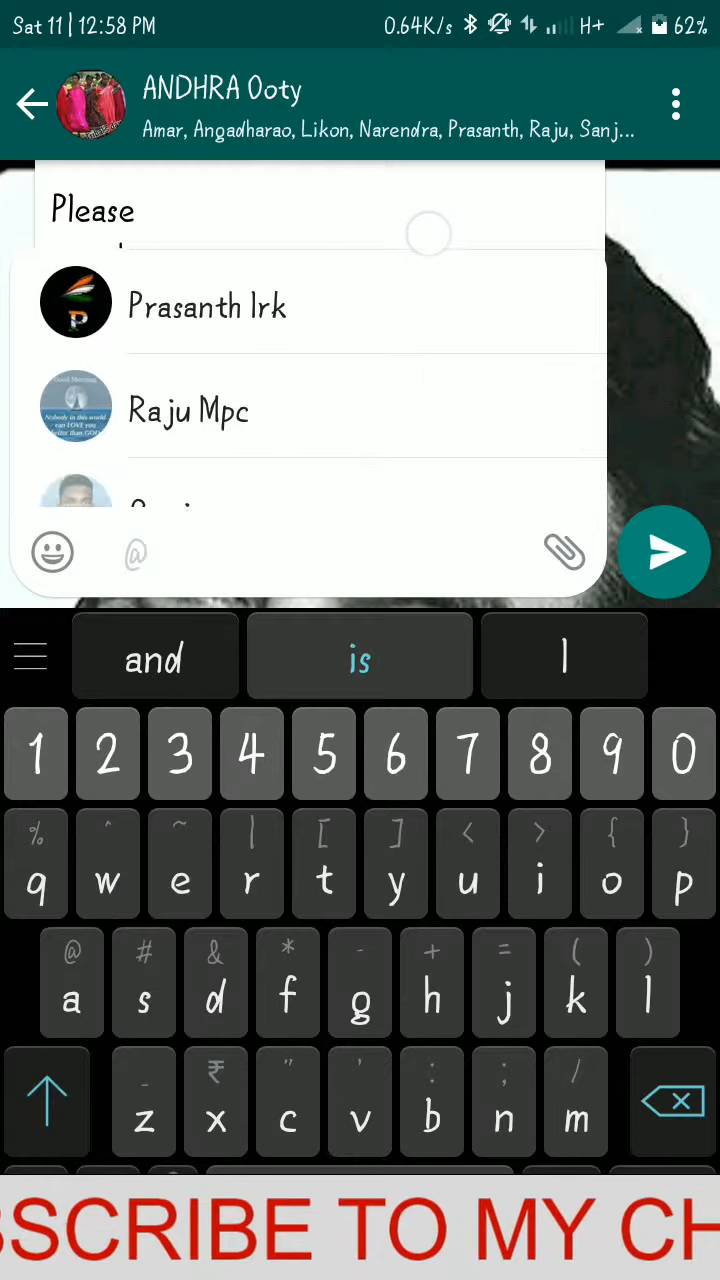 Sat 11 | 12:58 PM 0.64K/s H+ 62%
ANDHRA Ooty
Amar, Angadharao, Likon, Narendra, Prasanth, Raju, Sanj...
Please
Prasanth Irk
Raju Mpc
@
and is I
1 2 3 4 5 6 7 8 9 0
% ^ ~ | [ ] < > { }
q w e r t y u i o p
@ # & * - + = ( )
a s d f g h j k l
_ ₹ " ' : ; /
z x c v b n m
SCRIBE TO MY CH